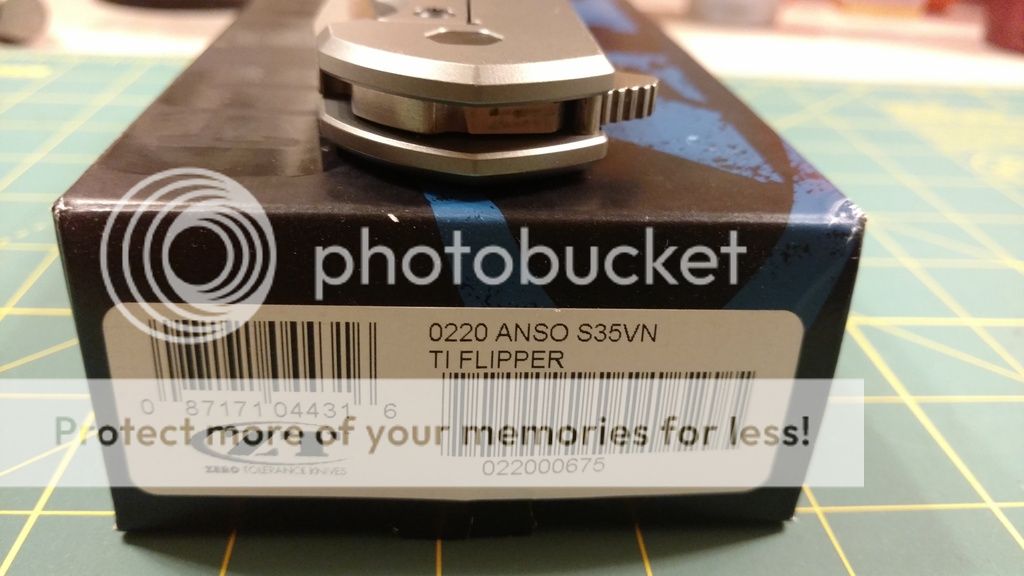 photobucket
0220 ANSO S35VN
TI FLIPPER
0 87171 04431 6
Protect more of your memories for less!
ZT
ZERO TOLERANCE KNIVES
022000675